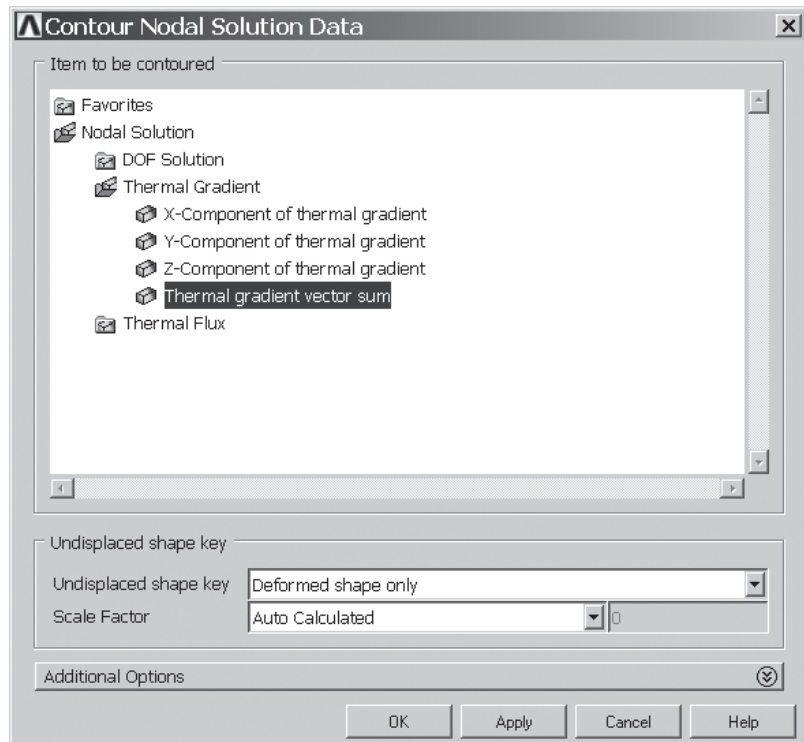 Contour Nodal Solution Data
Item to be contoured
Favorites
Nodal Solution
DOF Solution
Thermal Gradient
X-Component of thermal gradient
Y-Component of thermal gradient
Z-Component of thermal gradient
Thermal gradient vector sum
Thermal Flux
Undisplaced shape key
Undisplaced shape key Deformed shape only
Scale Factor Auto Calculated 0
Additional Options
OK Apply Cancel Help